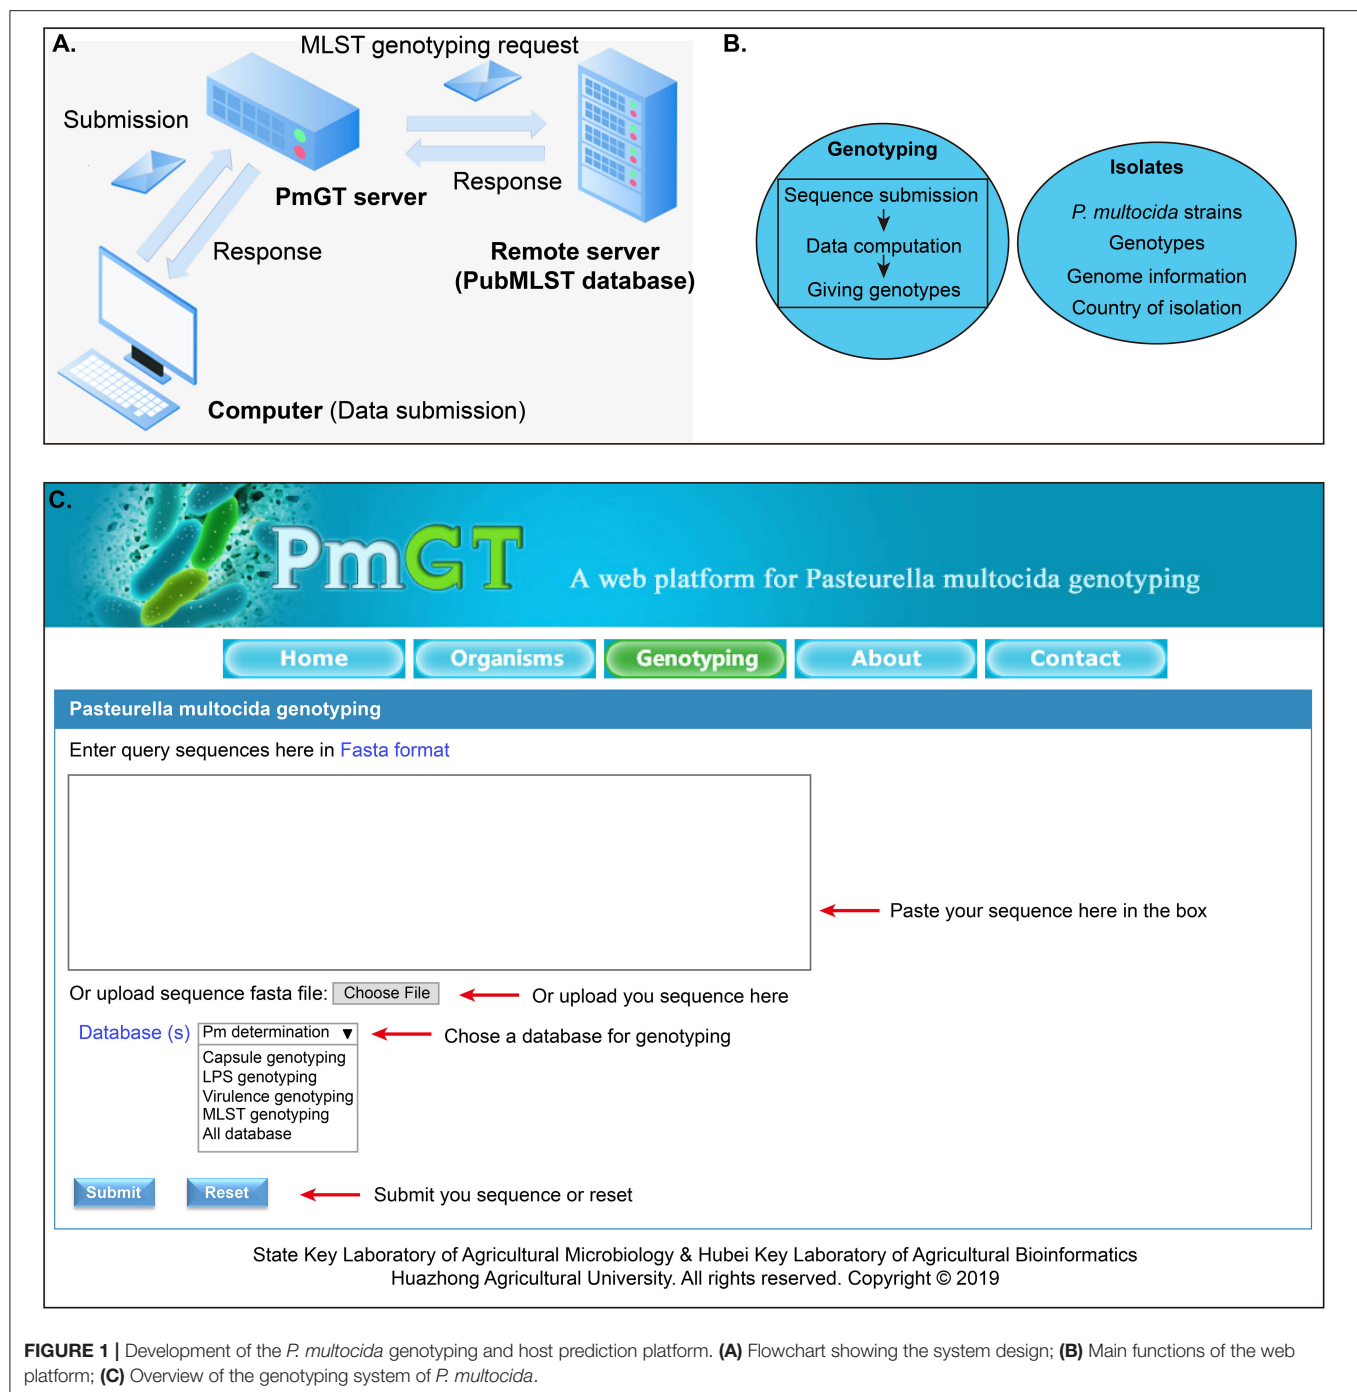 A.
MLST genotyping request
Submission
PmGT server
Response
Response
Remote server
(PubMLST database)
Computer (Data submission)
B.
Genotyping
Sequence submission
Data computation
Giving genotypes
Isolates
P. multocida strains
Genotypes
Genome information
Country of isolation
C.
PmGT
A web platform for Pasteurella multocida genotyping
Home
Organisms
Genotyping
About
Contact
Pasteurella multocida genotyping
Enter query sequences here in Fasta format
Paste your sequence here in the box
Or upload sequence fasta file: Choose File
Or upload you sequence here
Database (s) Pm determination ▼
Chose a database for genotyping
Capsule genotyping
LPS genotyping
Virulence genotyping
MLST genotyping
All database
Submit
Reset
Submit you sequence or reset
State Key Laboratory of Agricultural Microbiology & Hubei Key Laboratory of Agricultural Bioinformatics
Huazhong Agricultural University. All rights reserved. Copyright © 2019
FIGURE 1 | Development of the P. multocida genotyping and host prediction platform. (A) Flowchart showing the system design; (B) Main functions of the web
platform; (C) Overview of the genotyping system of P. multocida.